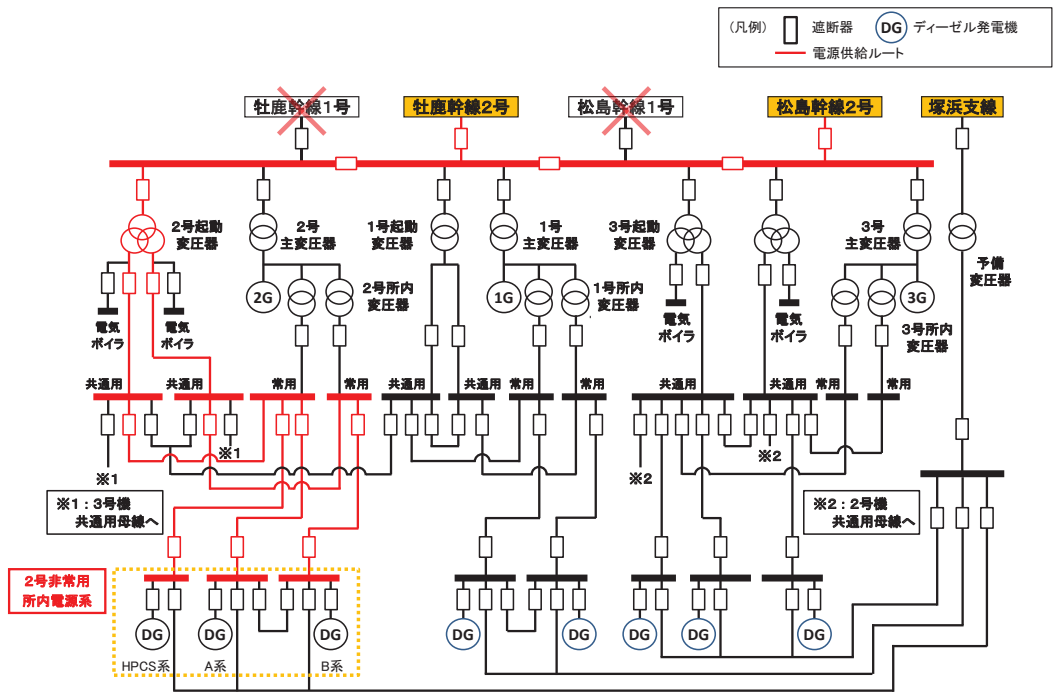 （凡例） 遮断器 DG ディーゼル発電機
電源供給ルート
牡鹿幹線1号 牡鹿幹線2号 松島幹線1号 松島幹線2号 塚浜支線
2号起動
変圧器
2号
主変圧器
1号起動
変圧器
1号
主変圧器
3号起動
変圧器
3号
主変圧器
予備
変圧器
2G
2号所内
変圧器
1G
1号所内
変圧器
3G
3号所内
変圧器
電気
ボイラ
電気
ボイラ
電気
ボイラ
電気
ボイラ
共通用 共通用 常用 常用 共通用 共通用 常用 常用 共通用 共通用 常用 常用
※1 ※1 ※2 ※2
※1：3号機
共通用母線へ
※2：2号機
共通用母線へ
2号非常用
所内電源系
DG DG DG DG DG DG DG DG
HPCS系 A系 B系